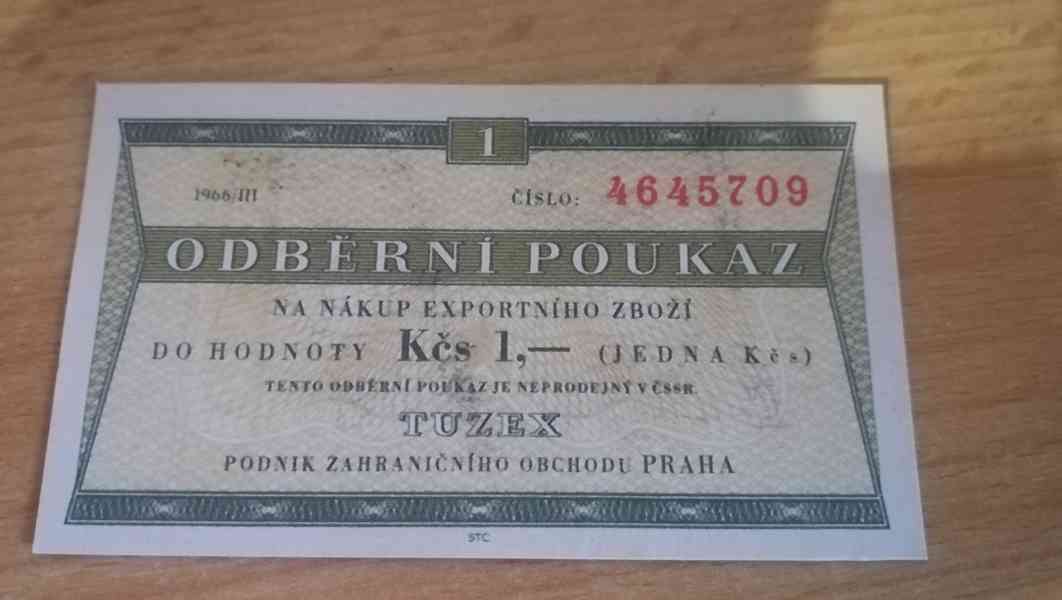 1
1966/III ČÍSLO: 4645709
ODBĚRNÍ POUKAZ
NA NÁKUP EXPORTNÍHO ZBOŽÍ
DO HODNOTY Kčs 1,— (JEDNA Kčs)
TENTO ODBĚRNÍ POUKAZ JE NEPRODEJNÝ V ČSSR.
TUZEX
PODNIK ZAHRANIČNÍHO OBCHODU PRAHA
STC